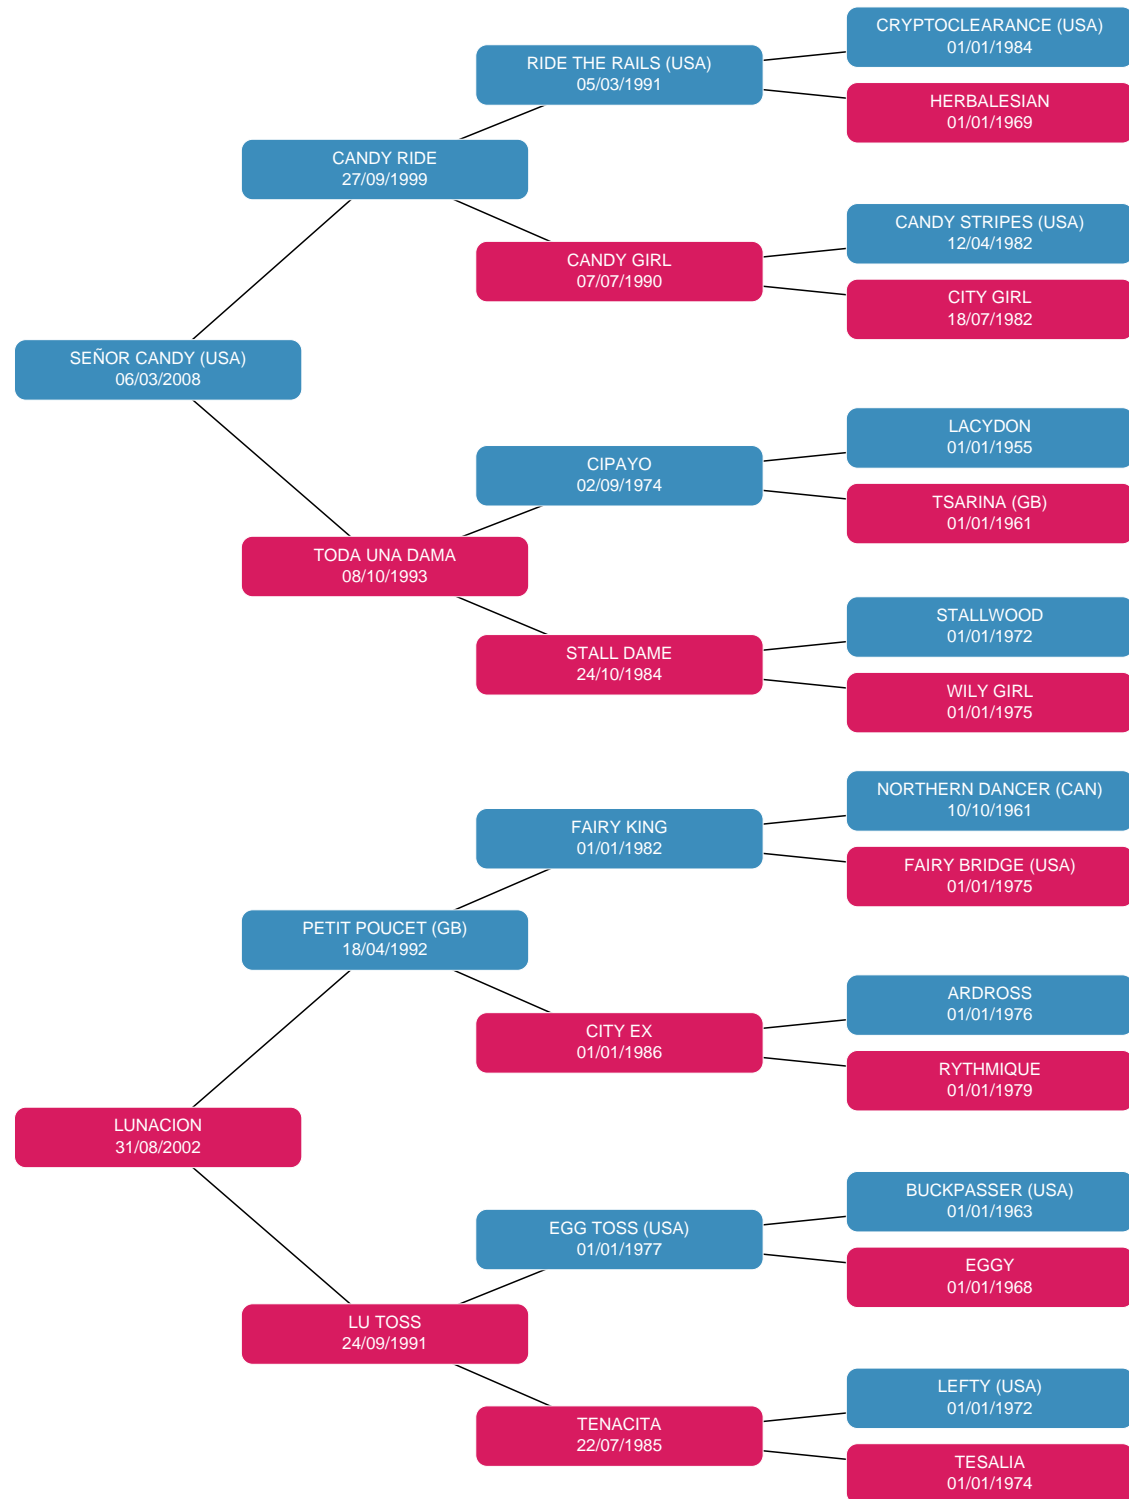 CRYPTOCLEARANCE (USA)
01/01/1984
RIDE THE RAILS (USA)
05/03/1991
HERBALESIAN
01/01/1969
CANDY RIDE
27/09/1999
CANDY STRIPES (USA)
12/04/1982
CANDY GIRL
07/07/1990
CITY GIRL
18/07/1982
SEÑOR CANDY (USA)
06/03/2008
LACYDON
01/01/1955
CIPAYO
02/09/1974
TSARINA (GB)
01/01/1961
TODA UNA DAMA
08/10/1993
STALLWOOD
01/01/1972
STALL DAME
24/10/1984
WILY GIRL
01/01/1975
NORTHERN DANCER (CAN)
10/10/1961
FAIRY KING
01/01/1982
FAIRY BRIDGE (USA)
01/01/1975
PETIT POUCET (GB)
18/04/1992
ARDROSS
01/01/1976
CITY EX
01/01/1986
RYTHMIQUE
01/01/1979
LUNACION
31/08/2002
BUCKPASSER (USA)
01/01/1963
EGG TOSS (USA)
01/01/1977
EGGY
01/01/1968
LU TOSS
24/09/1991
LEFTY (USA)
01/01/1972
TENACITA
22/07/1985
TESALIA
01/01/1974